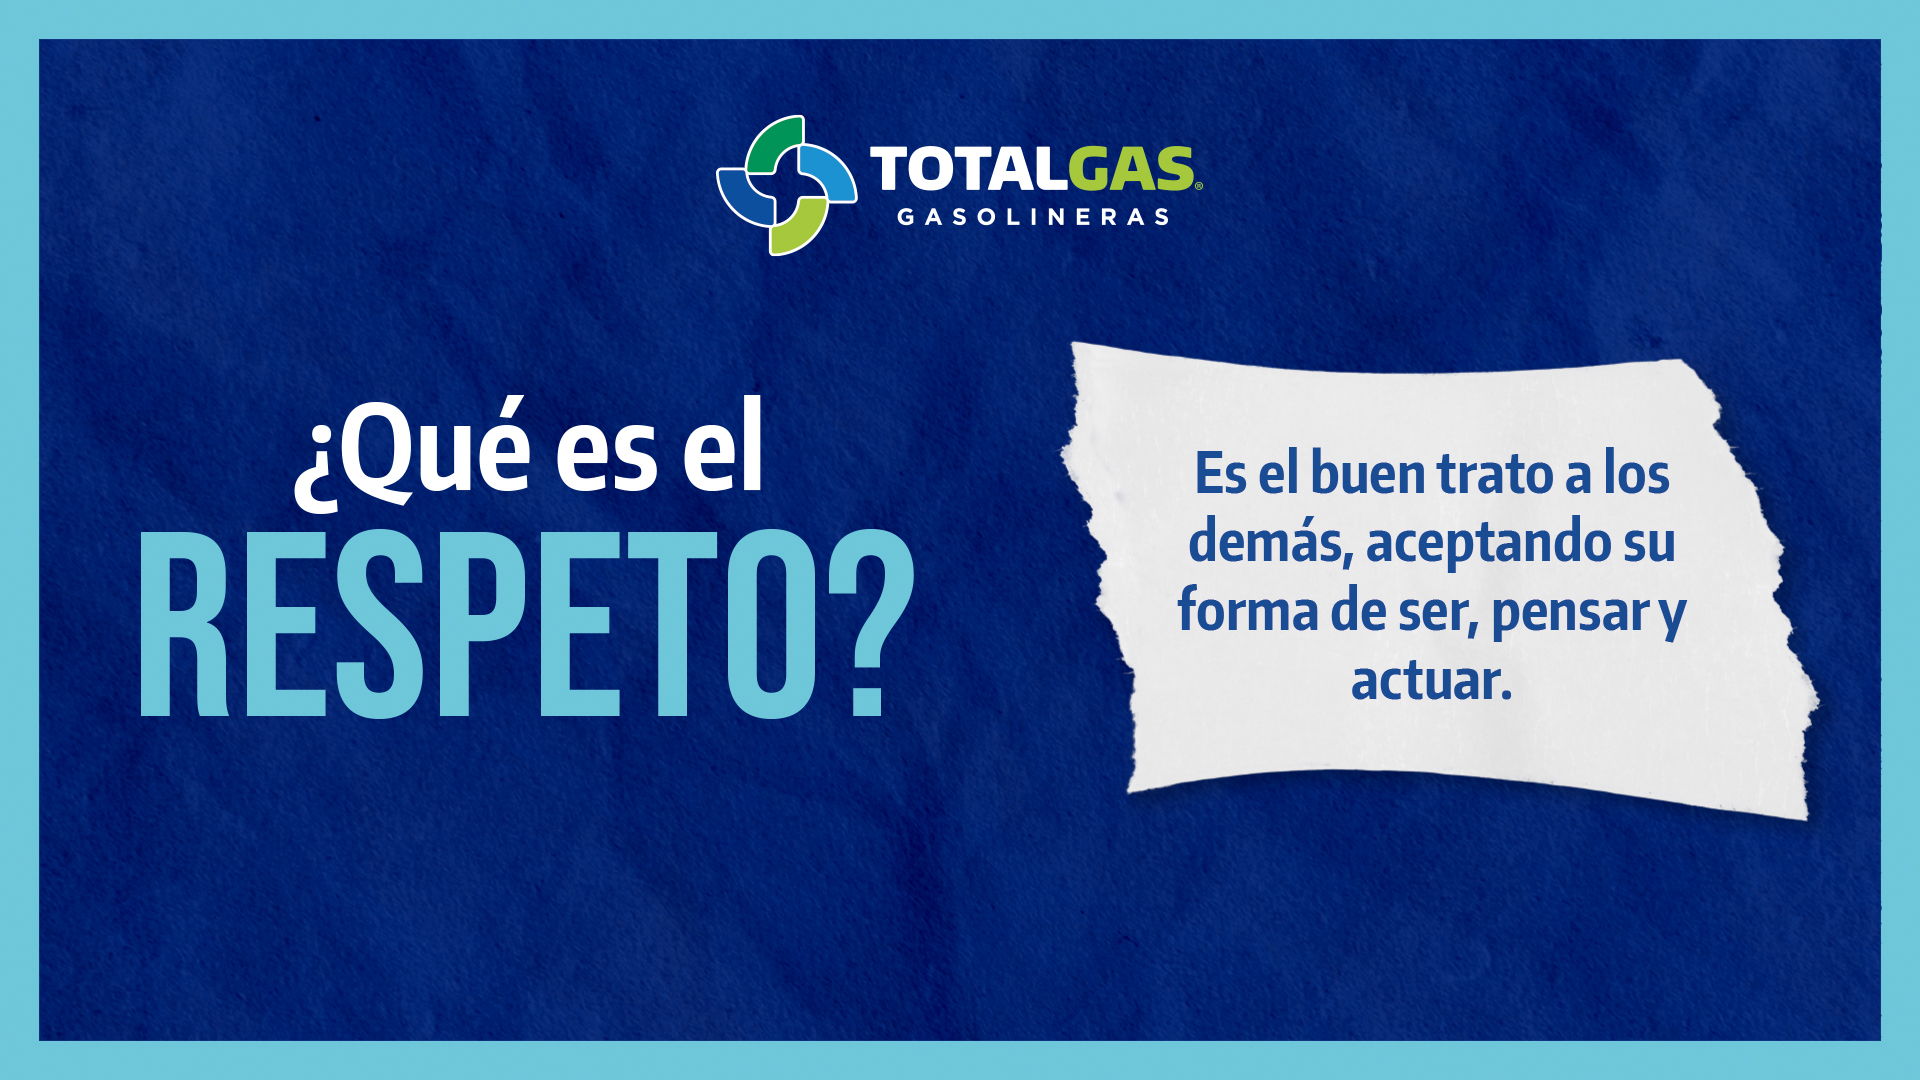 TOTALGAS®
GASOLINERAS
¿Qué es el
RESPETO?
Es el buen trato a los
demás, aceptando su
forma de ser, pensar y
actuar.